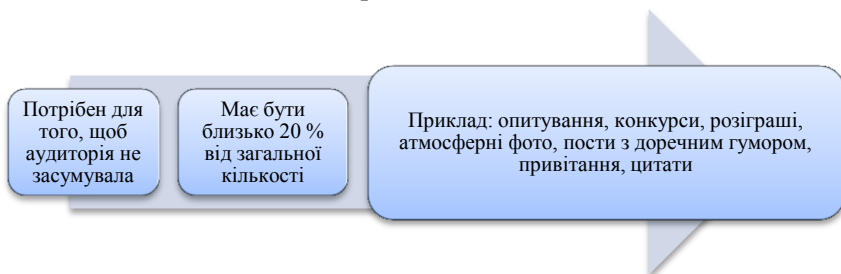 Потрібен для
того, щоб
аудиторія не
засумувала
Має бути
близько 20 %
від загальної
кількості
Приклад: опитування, конкурси, розіграші,
атмосферні фото, пости з доречним гумором,
привітання, цитати